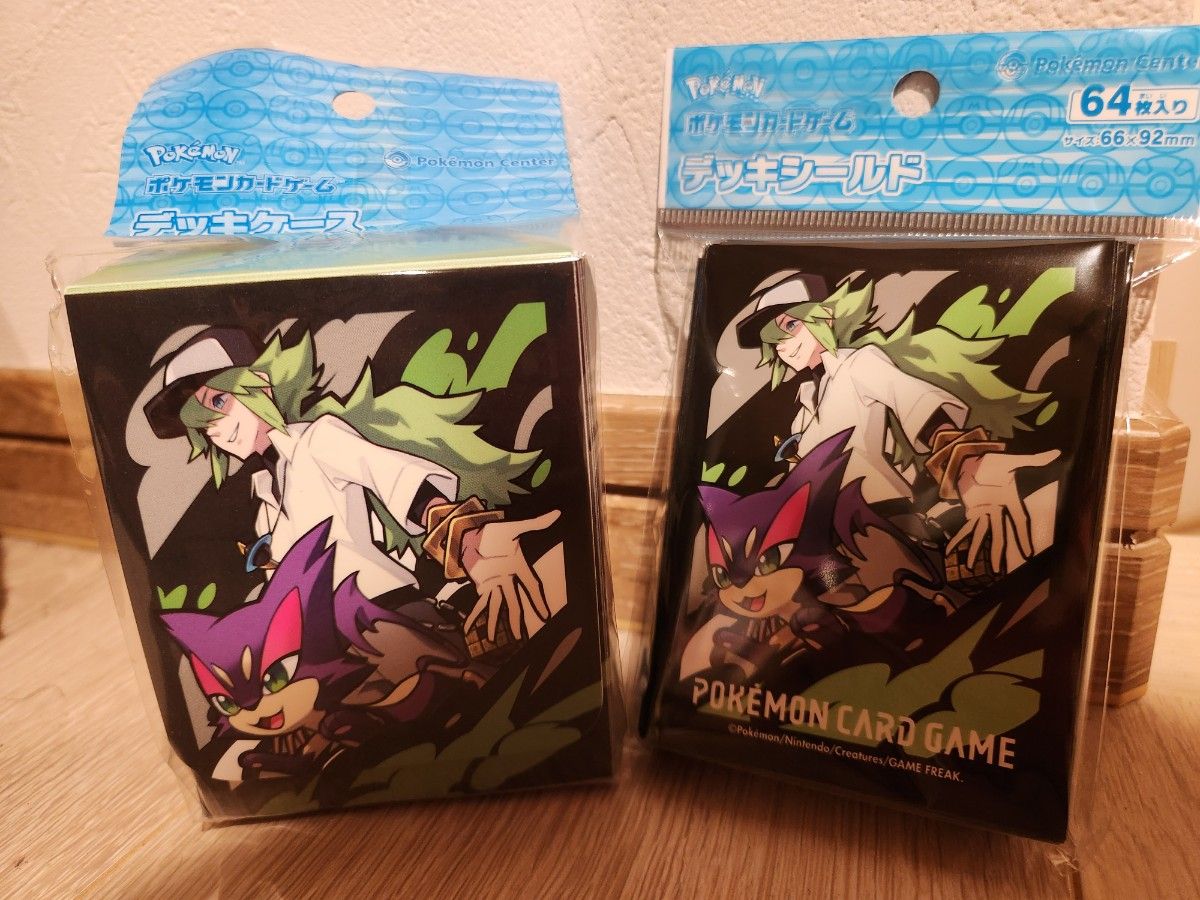 Pokémon
ポケモンカードゲーム
Pokémon Center
デッキケース
Pokémon
ポケモンカードゲーム
デッキシールド
Pokémon Center
64枚入り
サイズ:66×92mm
POKÉMON CARD GAME
©Pokémon/Nintendo/Creatures/GAME FREAK.